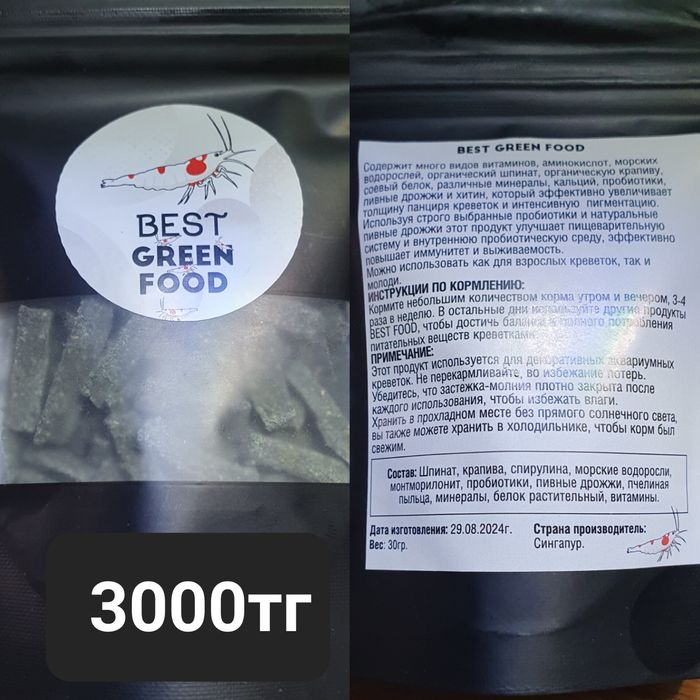 BEST
GREEN
FOOD
3000тг
BEST GREEN FOOD
Содержит много видов витаминов, аминокислот, морских
водорослей, органический шпинат, органическую крапиву,
соевый белок, различные минералы, кальций, пробиотики,
пивные дрожжи и хитин, который эффективно увеличивает
толщину панциря креветок и интенсивную пигментацию.
Используя строго выбранные пробиотики и натуральные
пивные дрожжи этот продукт улучшает пищеварительную
систему и внутреннюю пробиотическую среду, эффективно
повышает иммунитет и выживаемость.
Можно использовать как для взрослых креветок, так и
молоди.
ИНСТРУКЦИИ ПО КОРМЛЕНИЮ:
Кормите небольшим количеством корма утром и вечером, 3-4
раза в неделю. В остальные дни используйте другие продукты
BEST FOOD, чтобы достичь баланса и полного потребления
питательных веществ креветками.
ПРИМЕЧАНИЕ:
Этот продукт используется для декоративных аквариумных
креветок. Не перекармливайте, во избежание потерь.
Убедитесь, что застежка-молния плотно закрыта после
каждого использования, чтобы избежать влаги.
Хранить в прохладном месте без прямого солнечного света,
вы также можете хранить в холодильнике, чтобы корм был
свежим.
Состав: Шпинат, крапива, спирулина, морские водоросли,
монтморилонит, пробиотики, пивные дрожжи, пчелиная
пыльца, минералы, белок растительный, витамины.
Дата изготовления: 29.08.2024г. Страна производитель:
Вес: 30гр. Сингапур.